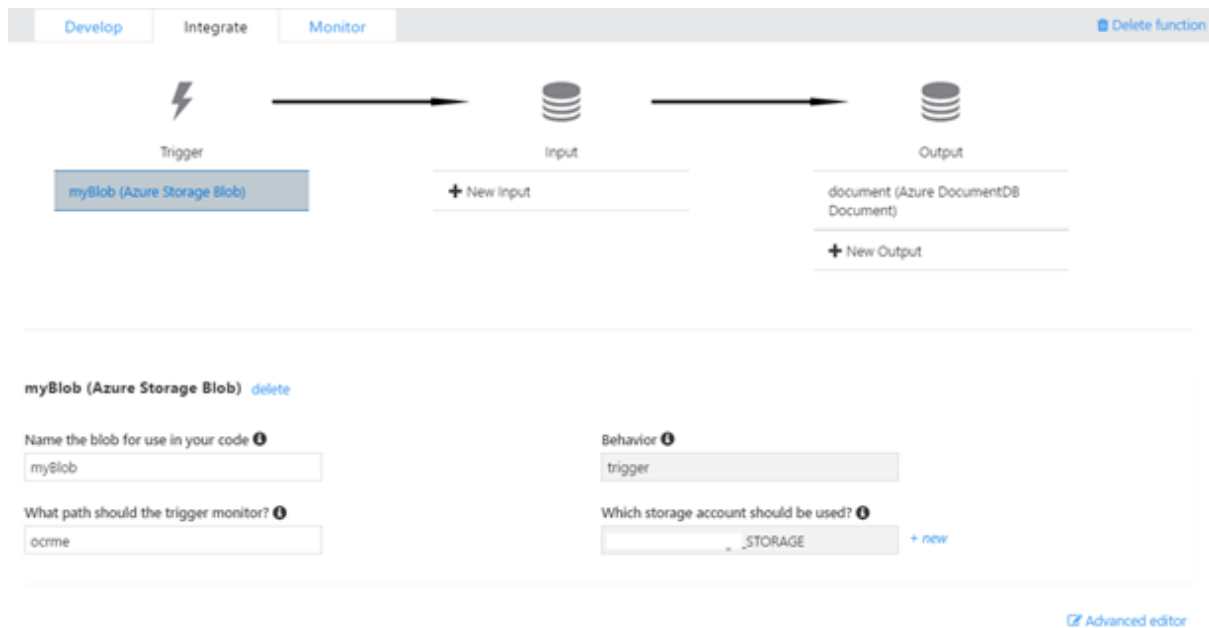 Develop Integrate Monitor Delete function
Trigger Input Output
myBlob (Azure Storage Blob) New Input document (Azure DocumentDB
Document)
New Output
myBlob (Azure Storage Blob) delete
Name the blob for use in your code Behavior
myBlob trigger
What path should the trigger monitor? Which storage account should be used?
ocrme _STORAGE + new
Advanced editor